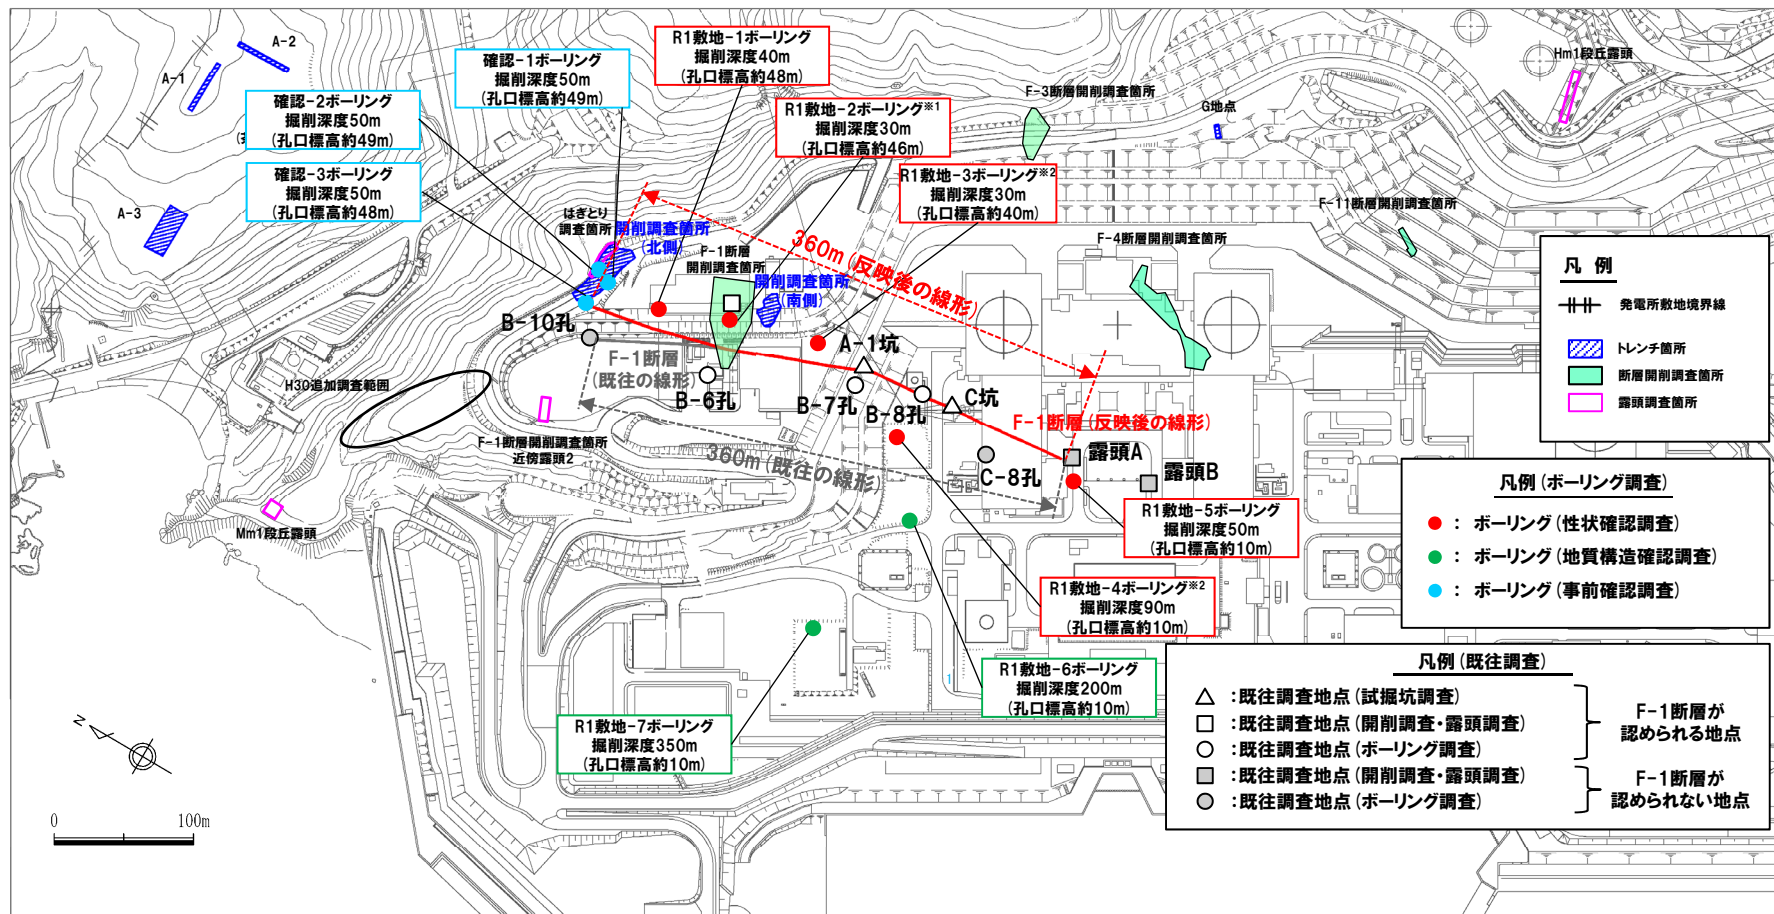 A-2
A-1
A-3
確認-1ボーリング
掘削深度50m
(孔口標高約49m)
R1敷地-1ボーリング
掘削深度40m
(孔口標高約48m)
確認-2ボーリング
掘削深度50m
(孔口標高約49m)
R1敷地-2ボーリング※1
掘削深度30m
(孔口標高約46m)
確認-3ボーリング
掘削深度50m
(孔口標高約48m)
R1敷地-3ボーリング※2
掘削深度30m
(孔口標高約40m)
F-3断層開削調査箇所
G地点
Hm1段丘露頭
F-11断層開削調査箇所
F-4断層開削調査箇所
はぎとり
調査箇所
開削調査箇所
(北側)
F-1断層
開削調査箇所
開削調査箇所
(南側)
360m(反映後の線形)
B-10孔
F-1断層
(既往の線形)
A-1坑
B-6孔
B-7孔
B-8孔
C坑
H30追加調査範囲
F-1断層開削調査箇所
近傍露頭2
360m(既往の線形)
F-1断層(反映後の線形)
C-8孔
露頭A
露頭B
Mm1段丘露頭
R1敷地-5ボーリング
掘削深度50m
(孔口標高約10m)
R1敷地-4ボーリング※2
掘削深度90m
(孔口標高約10m)
R1敷地-6ボーリング
掘削深度200m
(孔口標高約10m)
R1敷地-7ボーリング
掘削深度350m
(孔口標高約10m)
1
N
0 100m
凡 例
発電所敷地境界線
トレンチ箇所
断層開削調査箇所
露頭調査箇所
凡例(ボーリング調査)
: ボーリング(性状確認調査)
: ボーリング(地質構造確認調査)
: ボーリング(事前確認調査)
凡例(既往調査)
:既往調査地点(試掘坑調査)
:既往調査地点(開削調査・露頭調査)
:既往調査地点(ボーリング調査)
F-1断層が
認められる地点
:既往調査地点(開削調査・露頭調査)
:既往調査地点(ボーリング調査)
F-1断層が
認められない地点